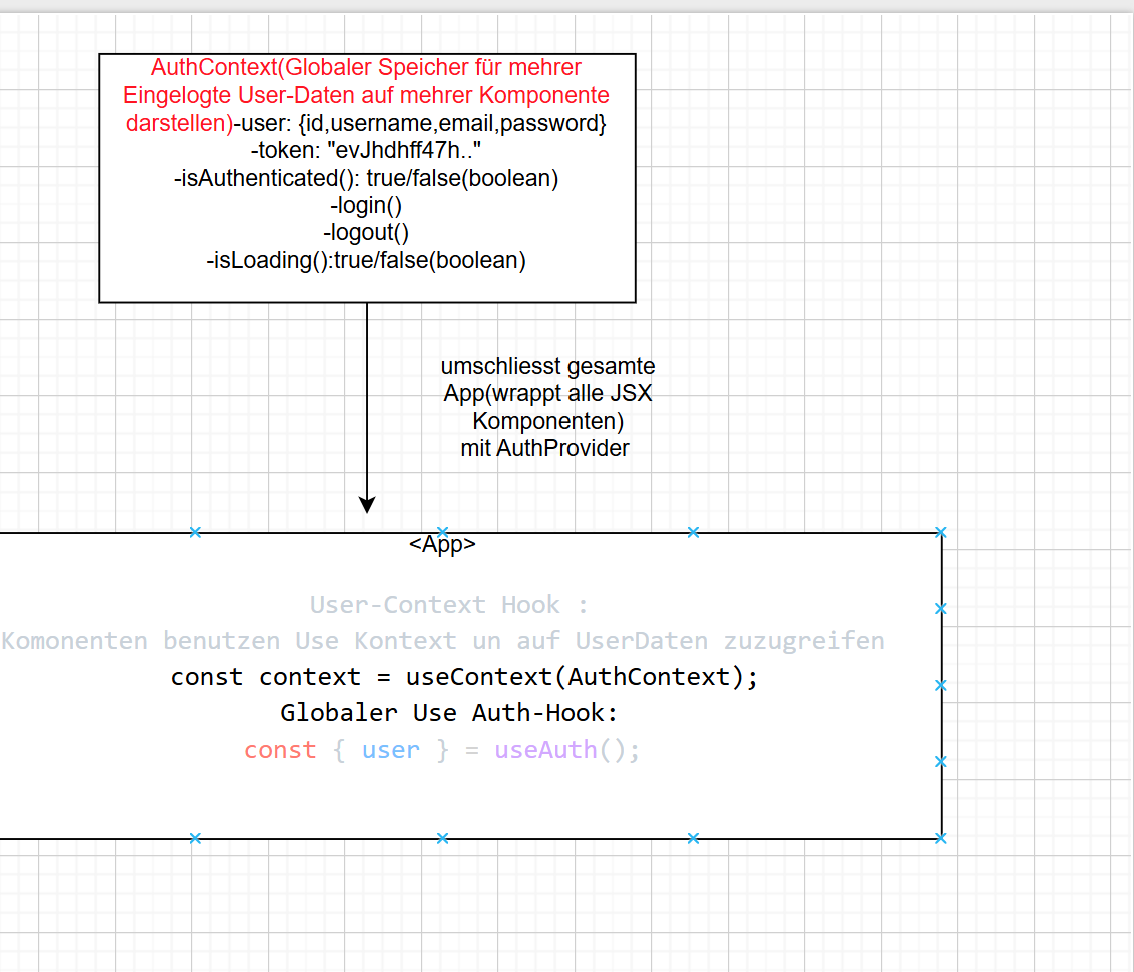 AuthContext(Globaler Speicher für mehrer
Eingelogte User-Daten auf mehrer Komponente
darstellen)-user: {id,username,email,password}
-token: "evJhdhff47h.."
-isAuthenticated(): true/false(boolean)
-login()
-logout()
-isLoading():true/false(boolean)
umschliesst gesamte
App(wrappt alle JSX
Komponenten)
mit AuthProvider
<App>
User-Context Hook :
Komonenten benutzen Use Kontext un auf UserDaten zuzugreifen
const context = useContext(AuthContext);
Globaler Use Auth-Hook:
const { user } = useAuth();